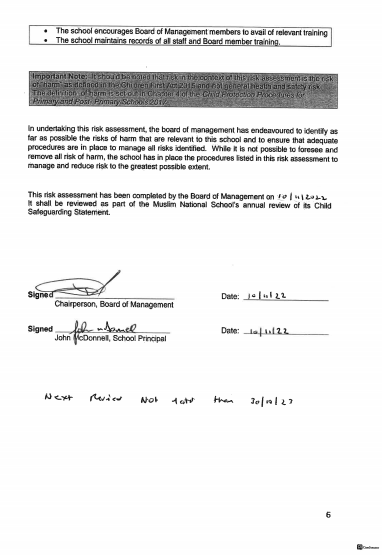 • The school encourages Board of Management members to avail of relevant training
• The school maintains records of all staff and Board member training.
Important Note: It should be noted that risk in the context of this risk assessment is the risk
of "harm" as defined in the Children First Act 2015 and not general health and safety risk.
The definition of harm is set out in Chapter 4 of the Child Protection Procedures for
Primary and Post- Primary Schools 2017
In undertaking this risk assessment, the board of management has endeavoured to identify as
far as possible the risks of harm that are relevant to this school and to ensure that adequate
procedures are in place to manage all risks identified. While it is not possible to foresee and
remove all risk of harm, the school has in place the procedures listed in this risk assessment to
manage and reduce risk to the greatest possible extent.
This risk assessment has been completed by the Board of Management on 10/11/2022
It shall be reviewed as part of the Muslim National School's annual review of its Child
Safeguarding Statement.
Signed Date: 10/11/22
Chairperson, Board of Management
Signed John McDonnell Date: 10/11/22
John McDonnell, School Principal
Next Review Not later than
6